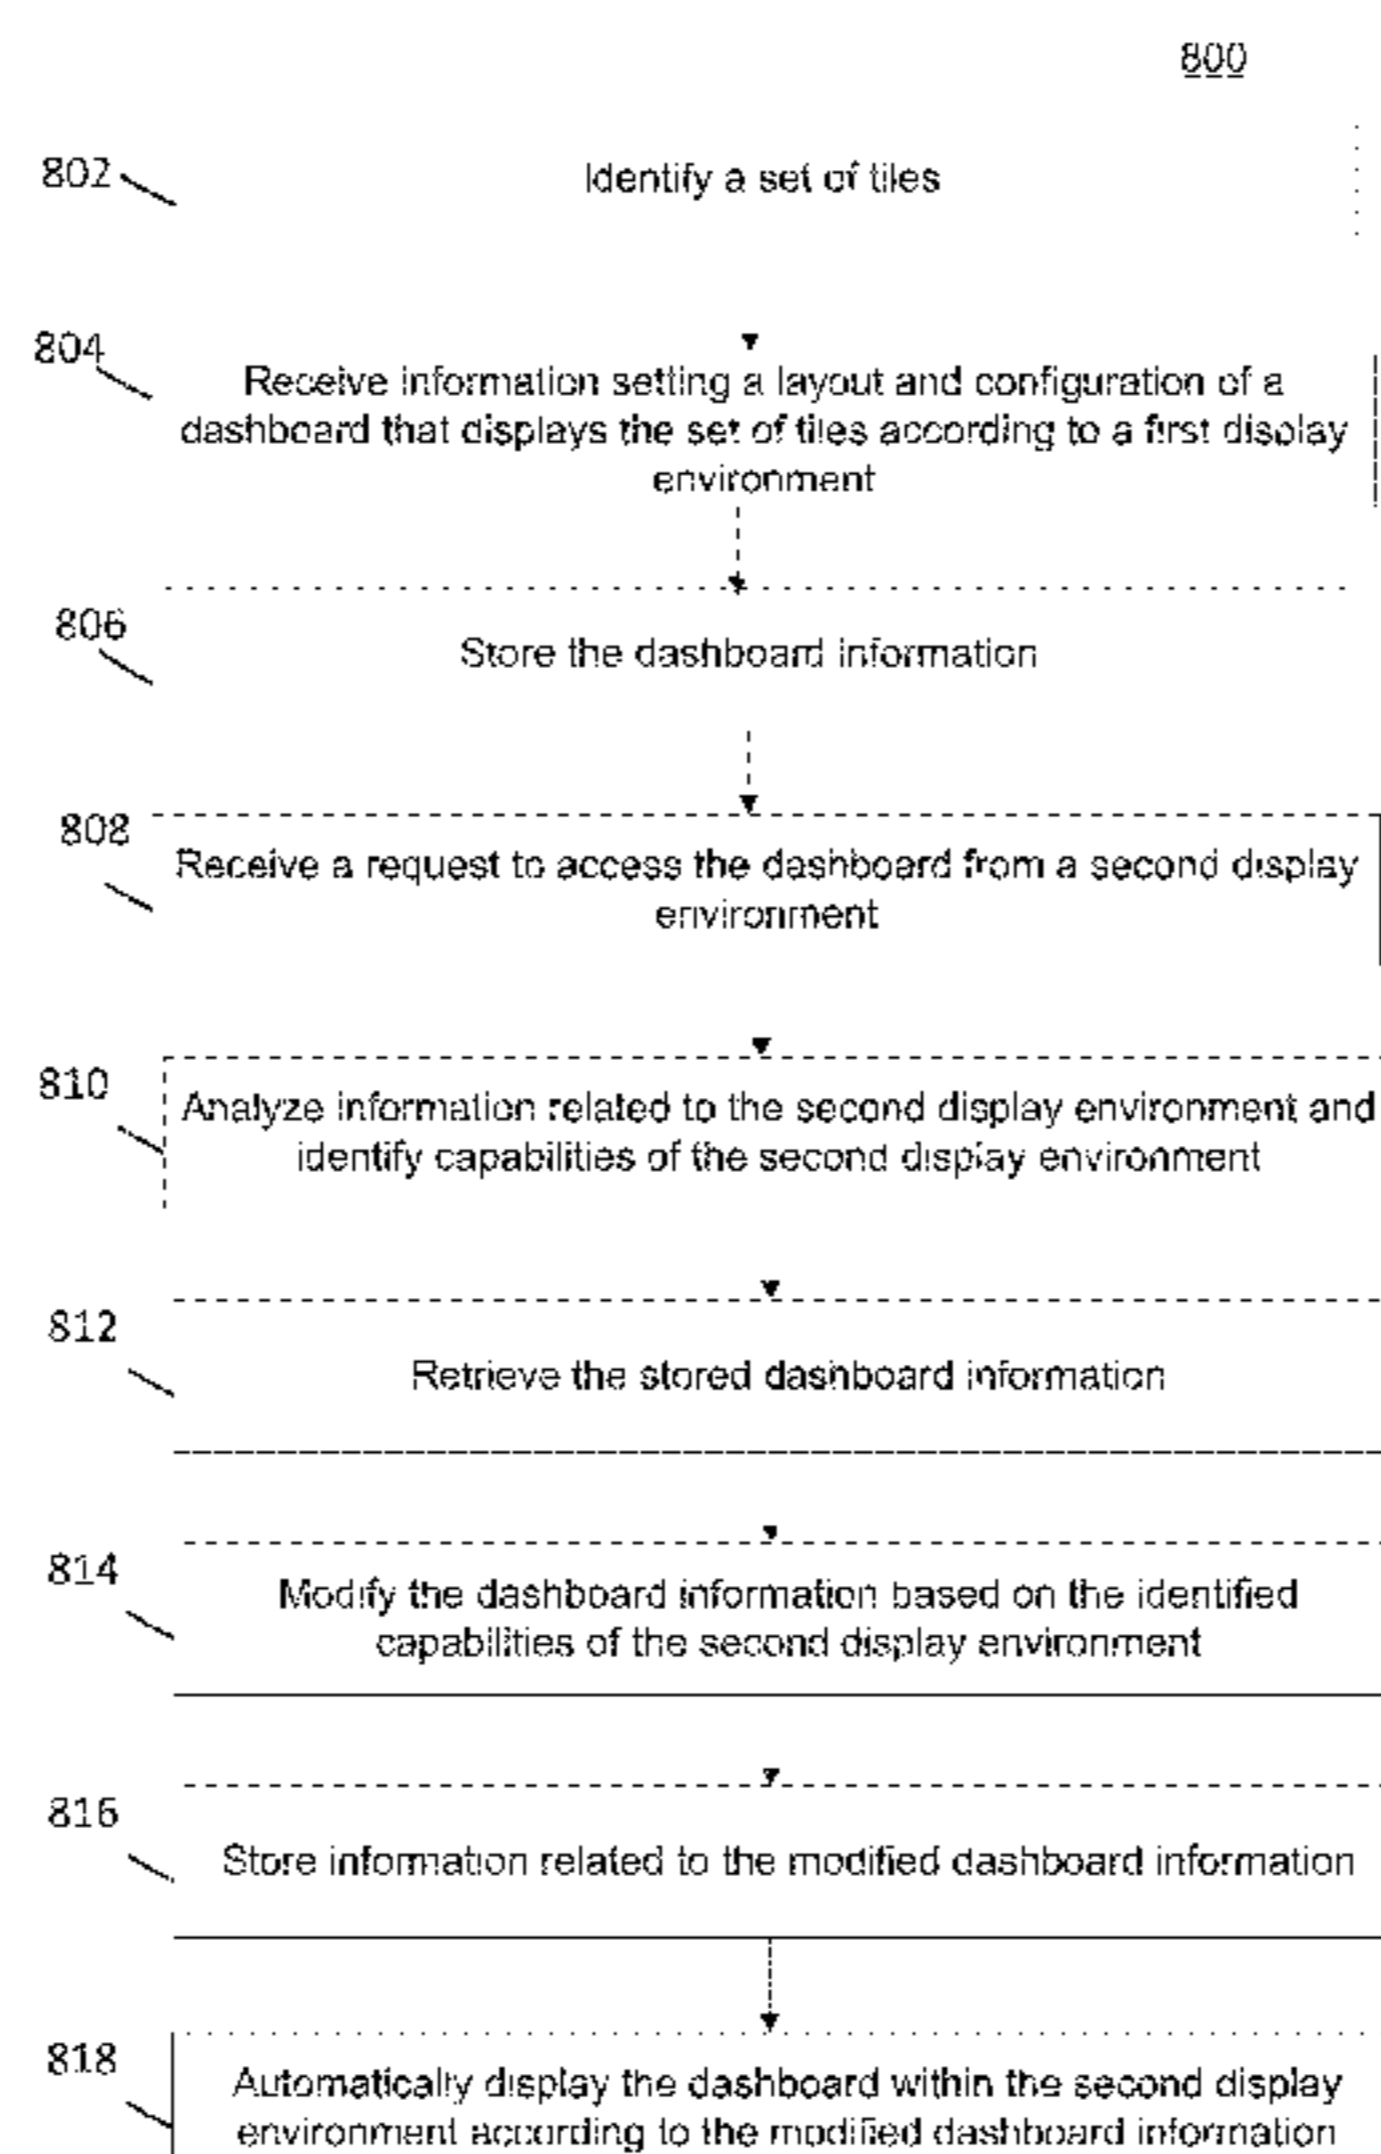 800
802
Identify a set of tiles
804
Receive information setting a layout and configuration of a
dashboard that displays the set of tiles according to a first display
environment
806
Store the dashboard information
808
Receive a request to access the dashboard from a second display
environment
810
Analyze information related to the second display environment and
identify capabilities of the second display environment
812
Retrieve the stored dashboard information
814
Modify the dashboard information based on the identified
capabilities of the second display environment
816
Store information related to the modified dashboard information
818
Automatically display the dashboard within the second display
environment according to the modified dashboard information